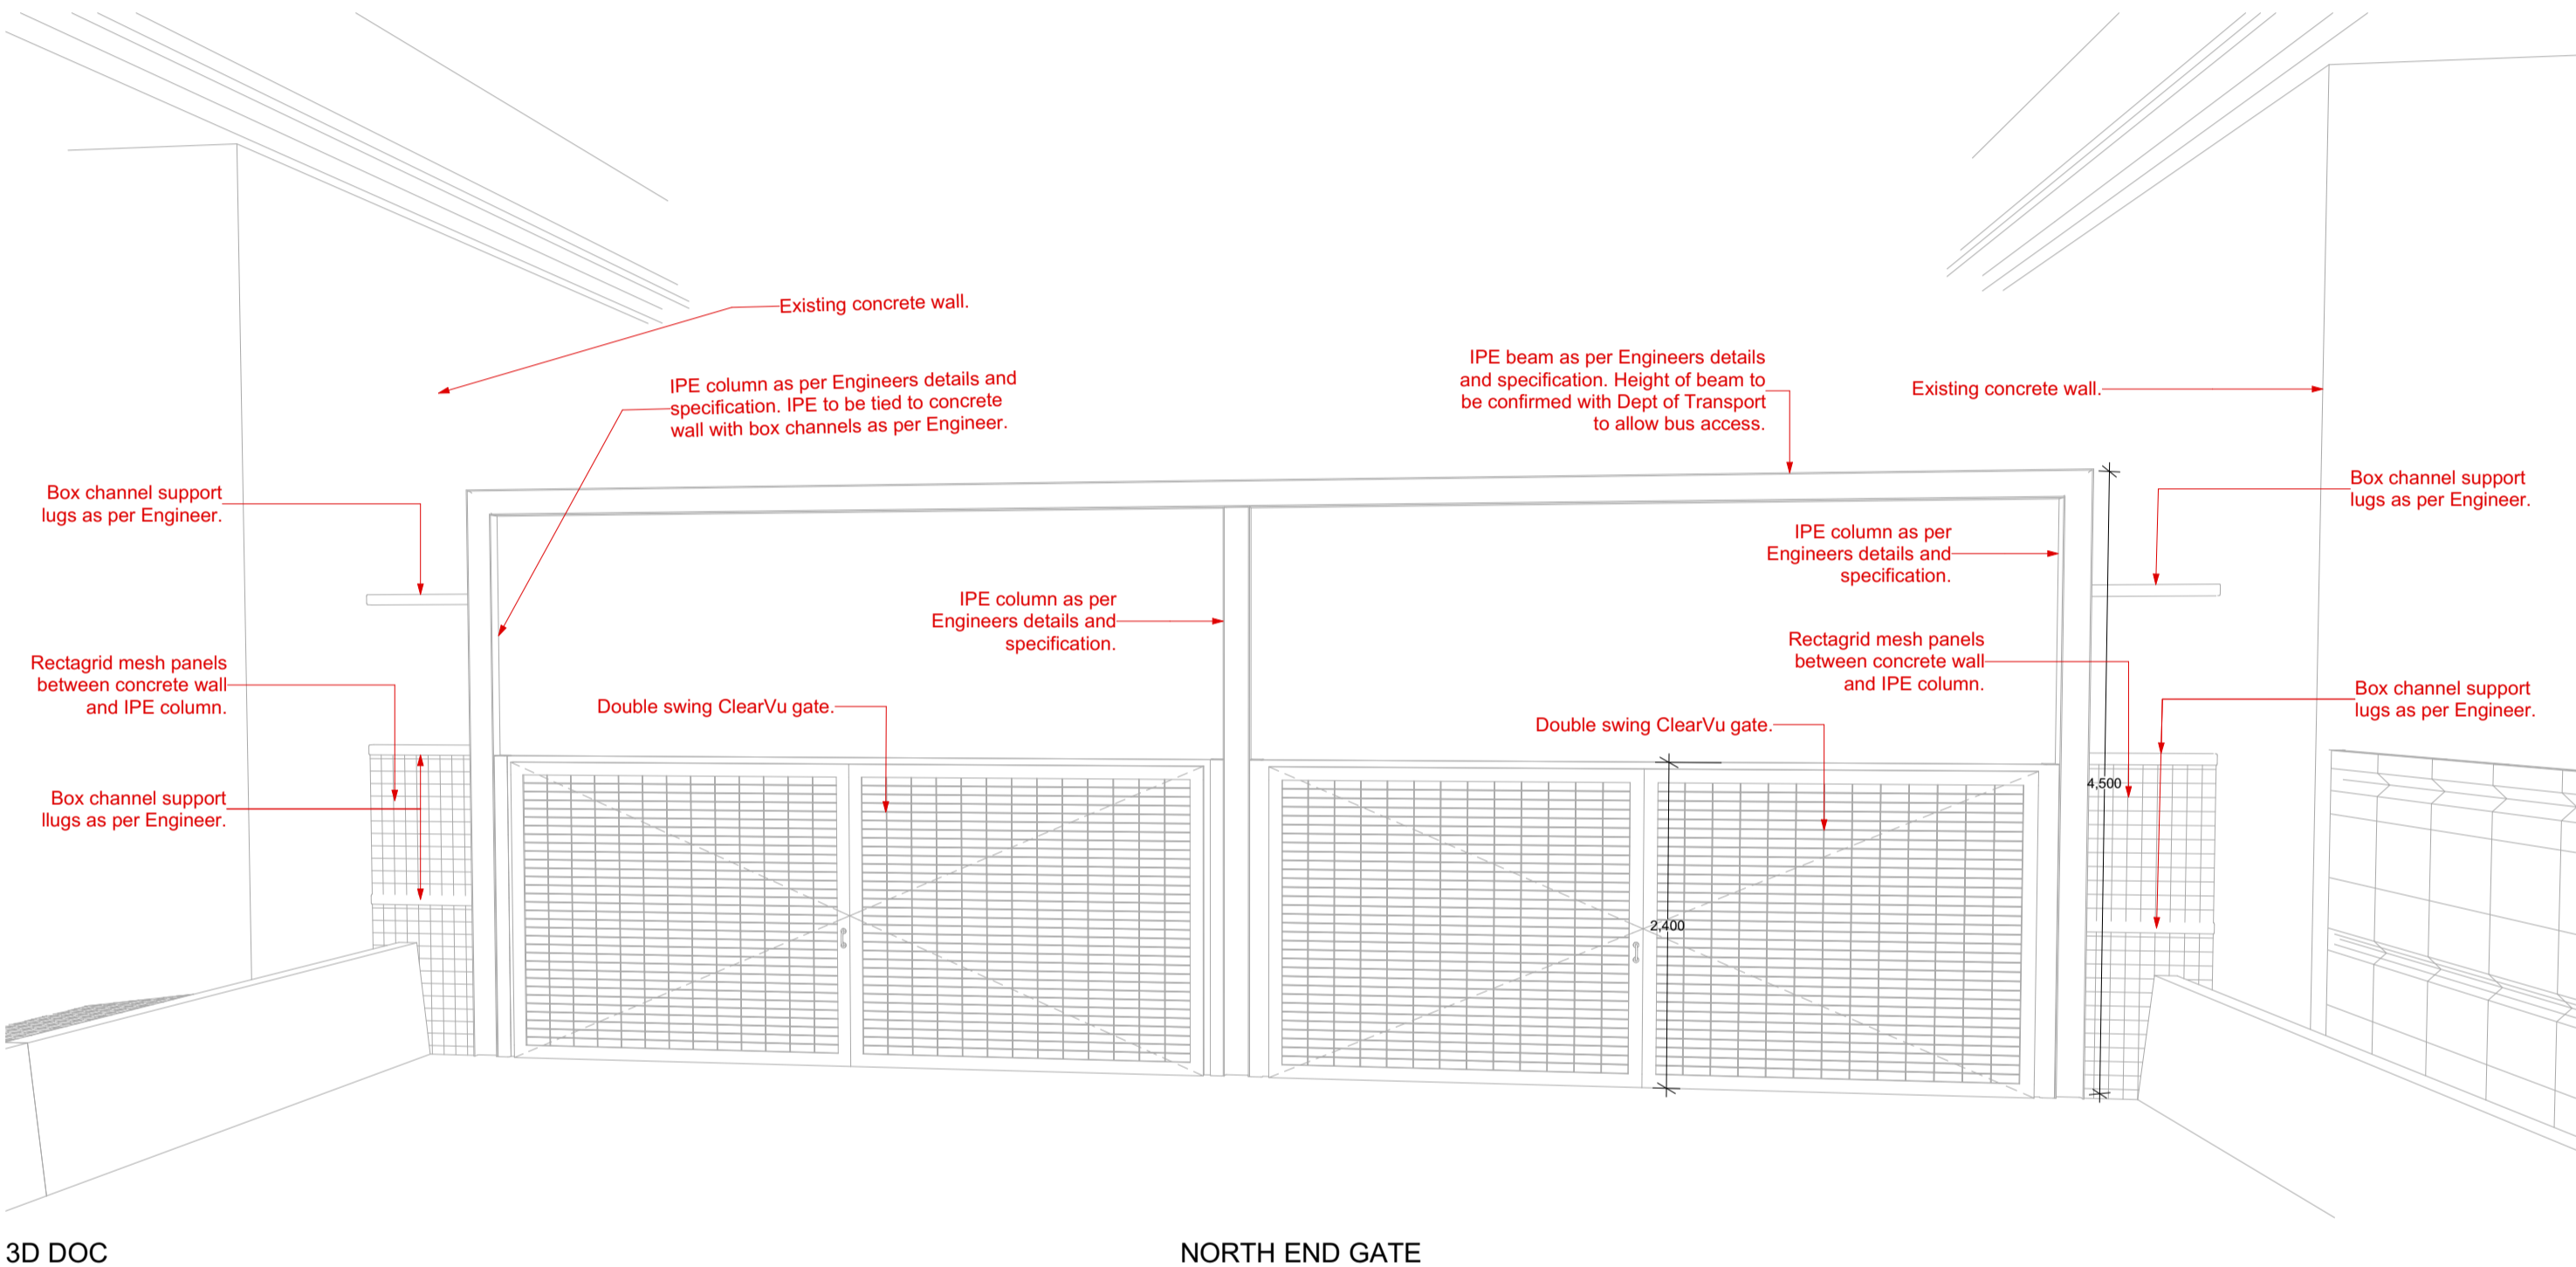 Existing concrete wall.
IPE column as per Engineers details and
specification. IPE to be tied to concrete
wall with box channels as per Engineer.
IPE beam as per Engineers details
and specification. Height of beam to
be confirmed with Dept of Transport
to allow bus access.
Existing concrete wall.
Box channel support
lugs as per Engineer.
Box channel support
lugs as per Engineer.
IPE column as per
Engineers details and
specification.
IPE column as per
Engineers details and
specification.
Rectagrid mesh panels
between concrete wall
and IPE column.
Rectagrid mesh panels
between concrete wall
and IPE column.
Box channel support
lugs as per Engineer.
Double swing ClearVu gate.
Double swing ClearVu gate.
4,500
Box channel support
llugs as per Engineer.
2,400
3D DOC
NORTH END GATE